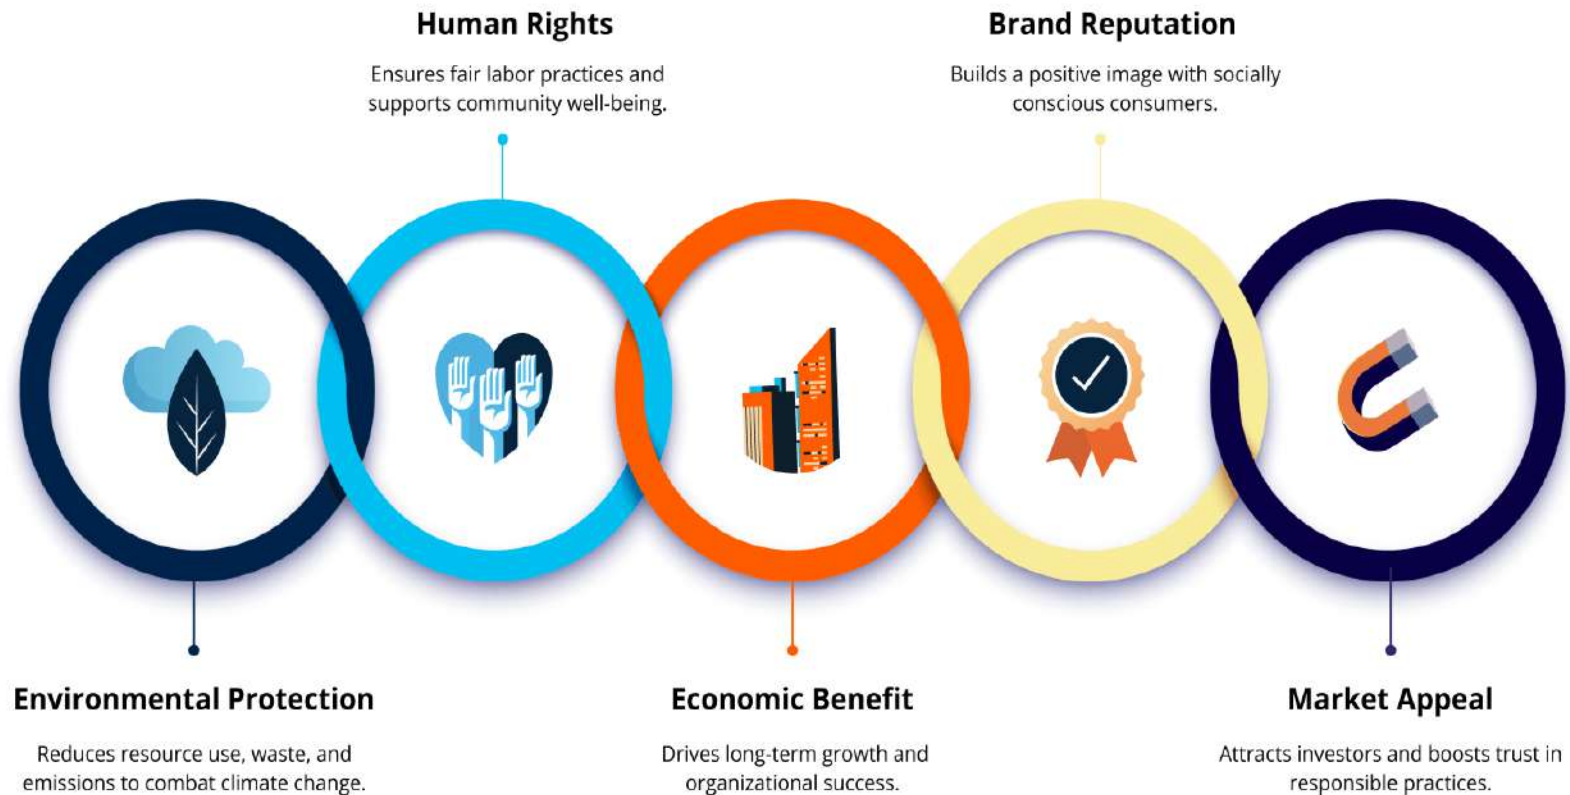 Human Rights
Ensures fair labor practices and
supports community well-being.
Brand Reputation
Builds a positive image with socially
conscious consumers.
Environmental Protection
Reduces resource use, waste, and
emissions to combat climate change.
Economic Benefit
Drives long-term growth and
organizational success.
Market Appeal
Attracts investors and boosts trust in
responsible practices.